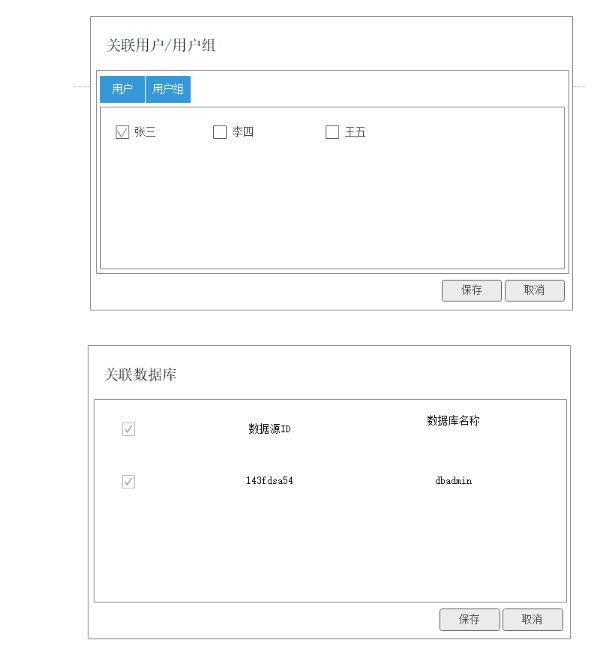 关联用户/用户组
用户 用户组
张三 李四 王五
保存 取消
关联数据库
数据源ID 数据库名称
143fdsa54 dbadmin
保存 取消